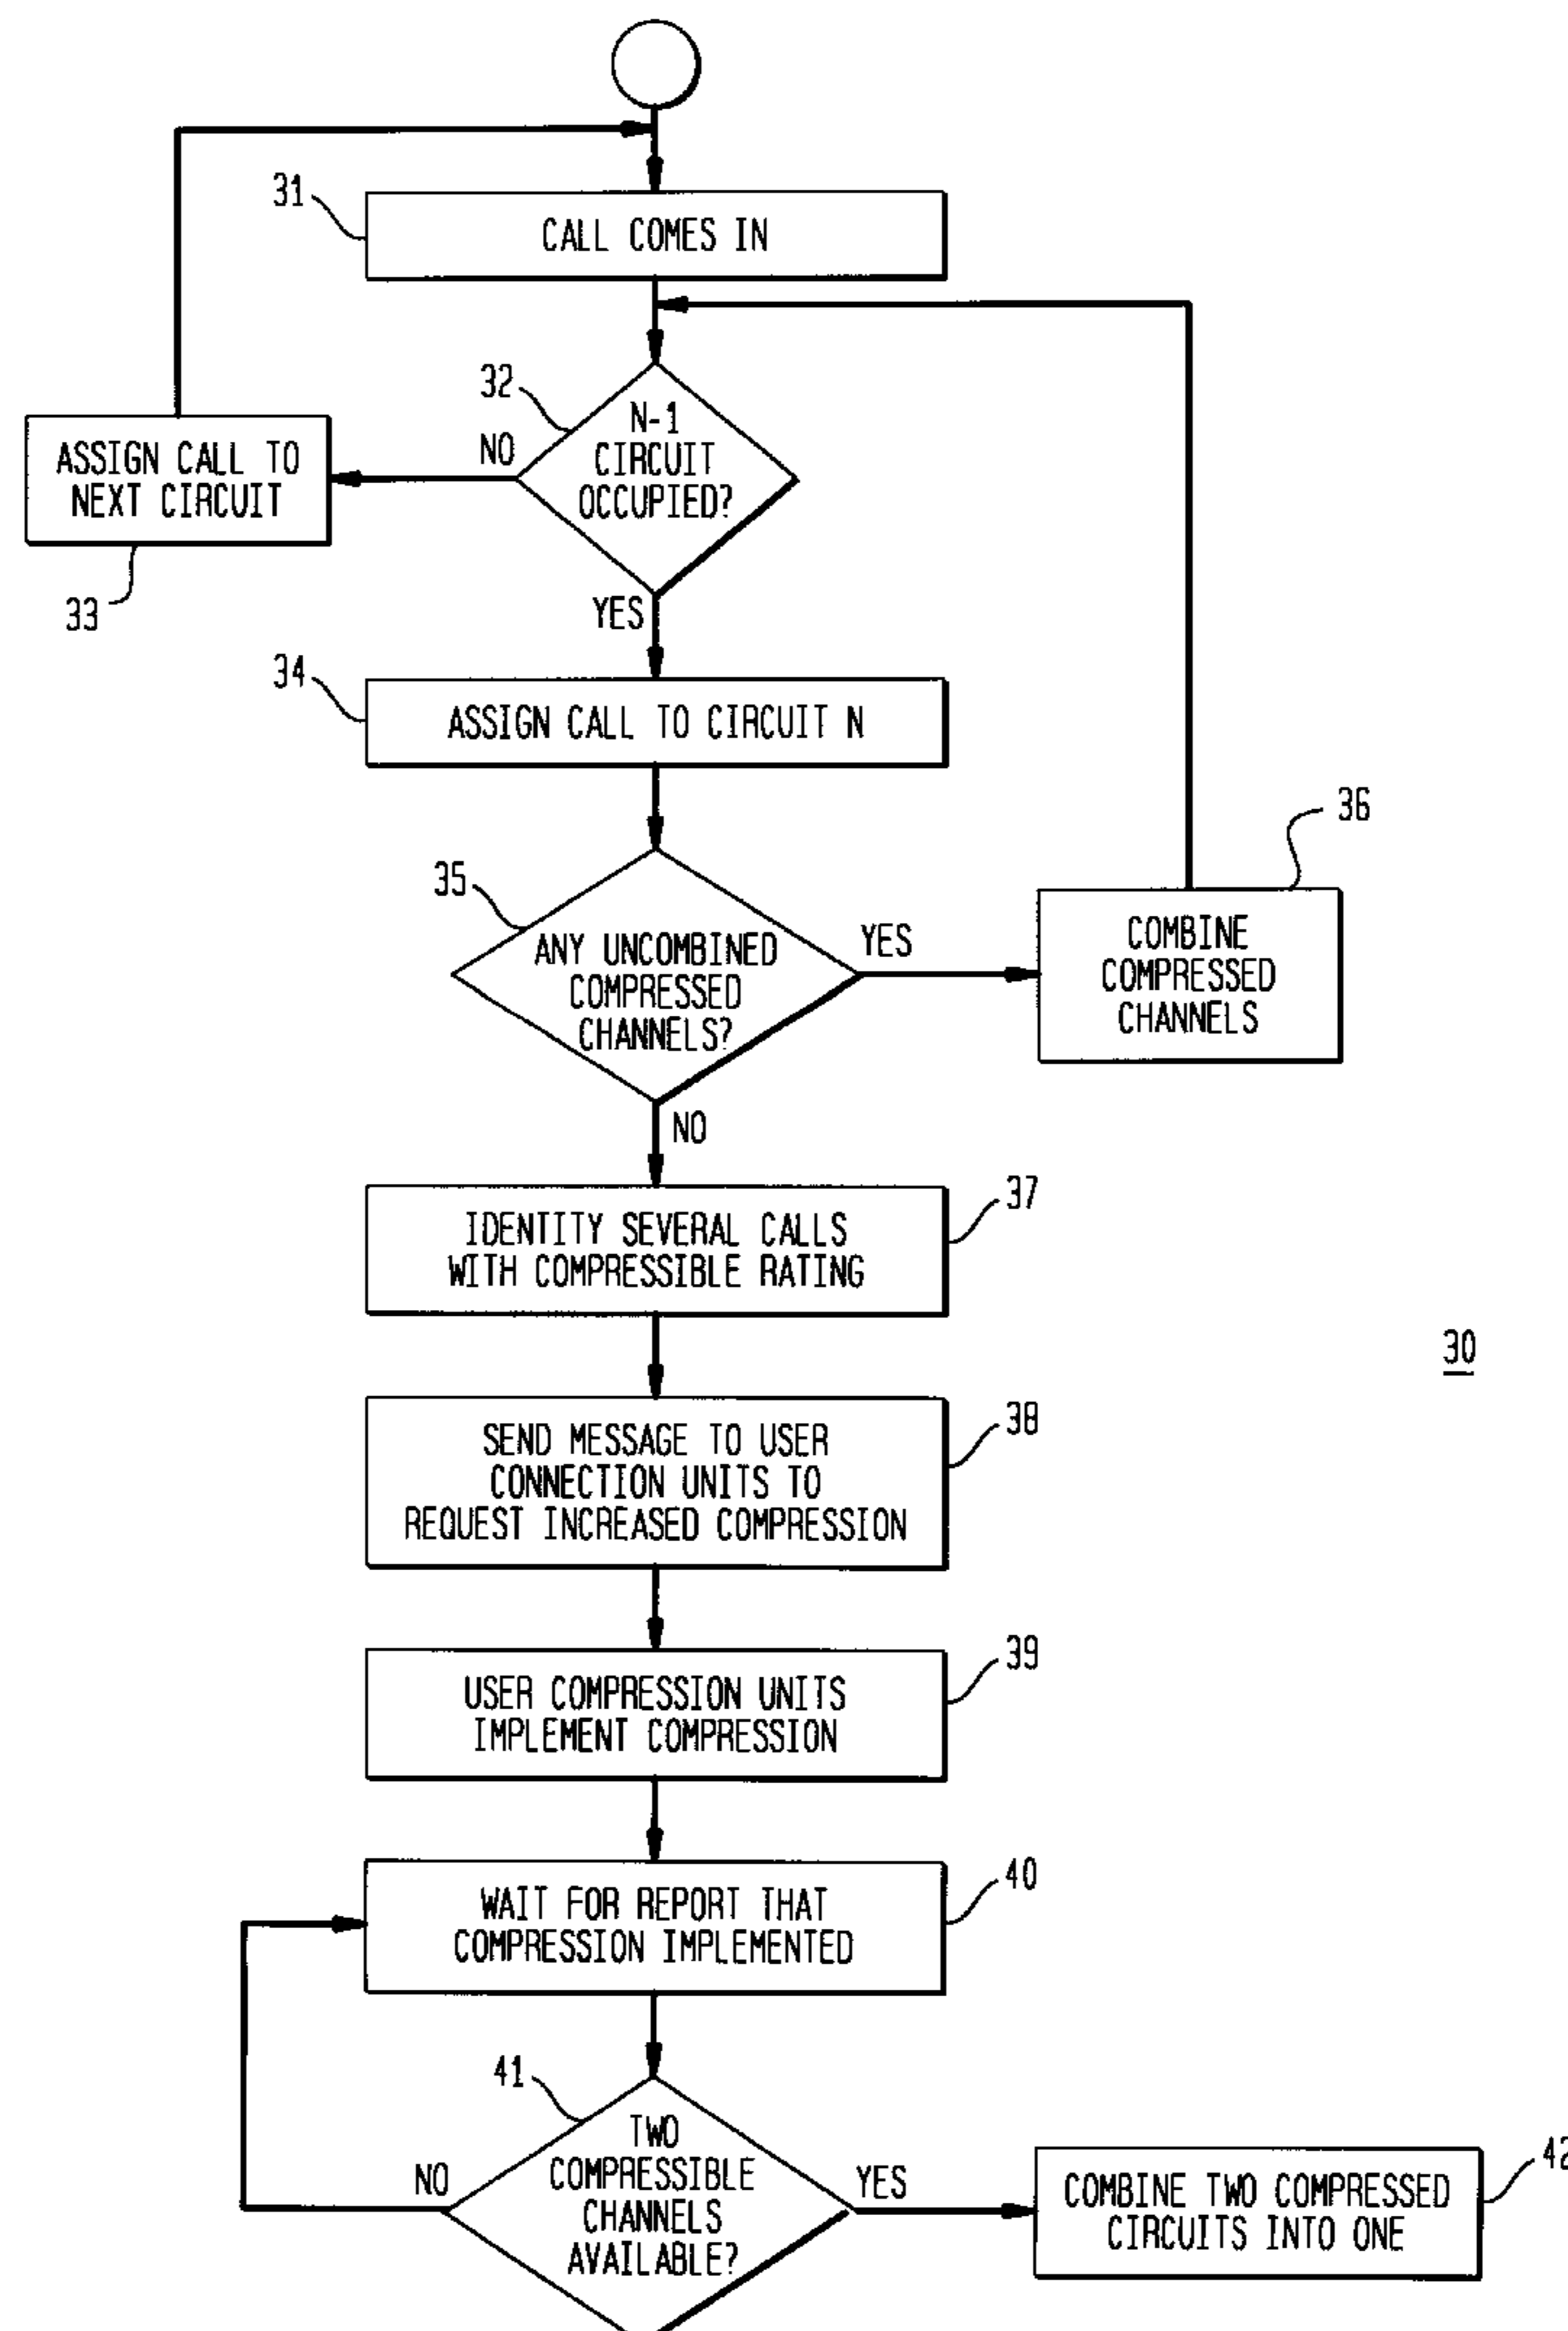 31
CALL COMES IN
32
N-1
CIRCUIT
OCCUPIED?
NO
YES
ASSIGN CALL TO
NEXT CIRCUIT
33
34
ASSIGN CALL TO CIRCUIT N
35
ANY UNCOMBINED
COMPRESSED
CHANNELS?
YES
NO
36
COMBINE
COMPRESSED
CHANNELS
37
IDENTITY SEVERAL CALLS
WITH COMPRESSIBLE RATING
30
38
SEND MESSAGE TO USER
CONNECTION UNITS TO
REQUEST INCREASED COMPRESSION
39
USER COMPRESSION UNITS
IMPLEMENT COMPRESSION
40
WAIT FOR REPORT THAT
COMPRESSION IMPLEMENTED
41
TWO
COMPRESSIBLE
CHANNELS
AVAILABLE?
NO
YES
42
COMBINE TWO COMPRESSED
CIRCUITS INTO ONE